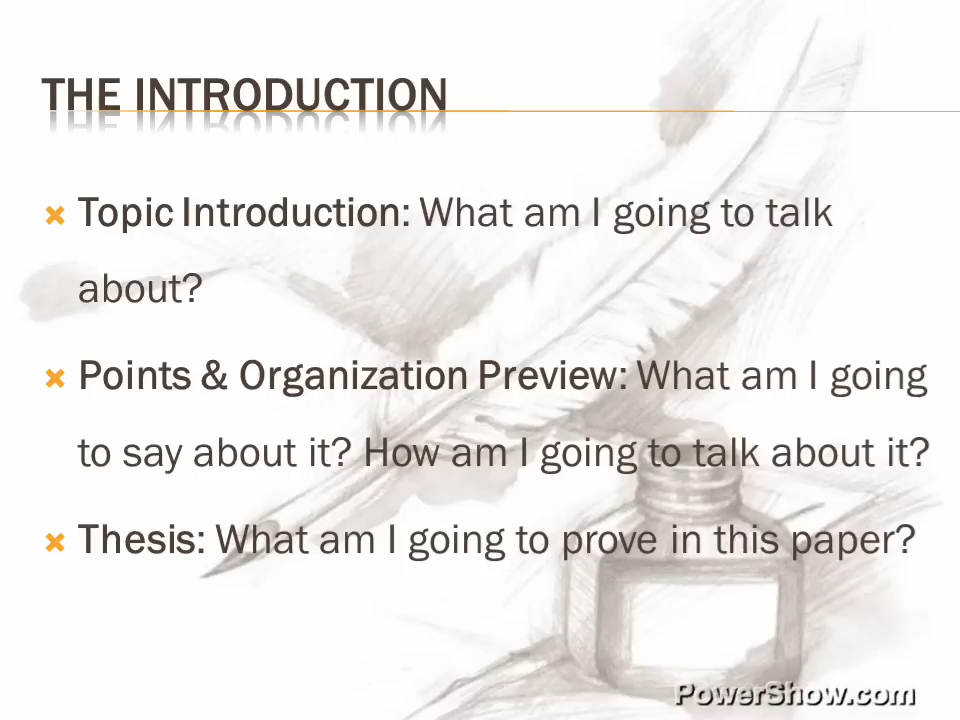 THE INTRODUCTION
Topic Introduction: What am I going to talk
about?
Points & Organization Preview: What am I going
to say about it? How am I going to talk about it?
Thesis: What am I going to prove in this paper?
PowerShow.com